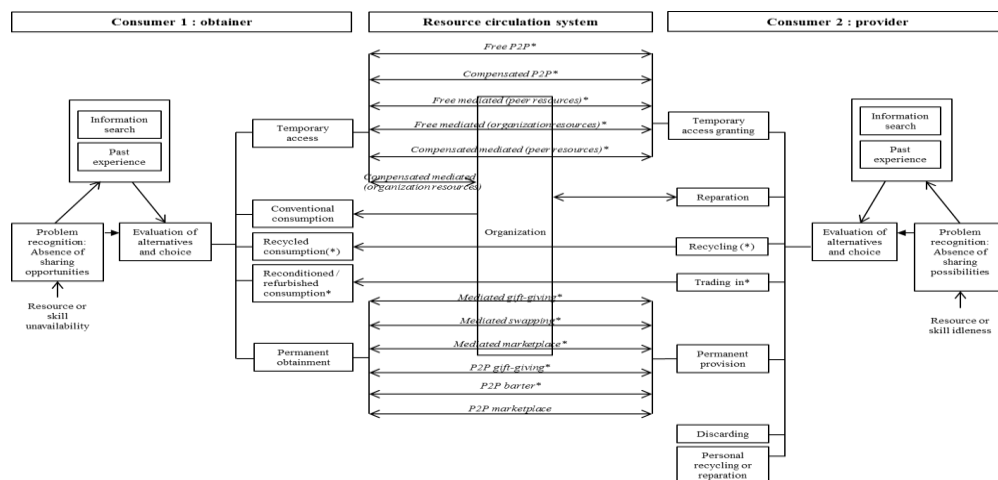 Consumer 1 : obtainer
Resource circulation system
Consumer 2 : provider
Information
search
Past
experience
Problem
recognition:
Absence of
sharing
opportunities
Evaluation of
alternatives
and choice
Resource or
skill
unavailability
Temporary
access
Conventional
consumption
Recycled
consumption(*)
Reconditioned /
refurbished
consumption*
Permanent
obtainment
Free P2P*
Compensated P2P*
Free mediated (peer resources)*
Free mediated (organization resources)*
Compensated mediated (peer resources)*
Compensated mediated
(organization resources)
Organization
Mediated gift-giving*
Mediated swapping*
Mediated marketplace*
P2P gift-giving*
P2P barter*
P2P marketplace
Temporary
access granting
Reparation
Recycling (*)
Trading in*
Permanent
provision
Discarding
Personal
recycling or
reparation
Information
search
Past
experience
Evaluation of
alternatives
and choice
Problem
recognition:
Absence of
sharing
possibilities
Resource or
skill idleness